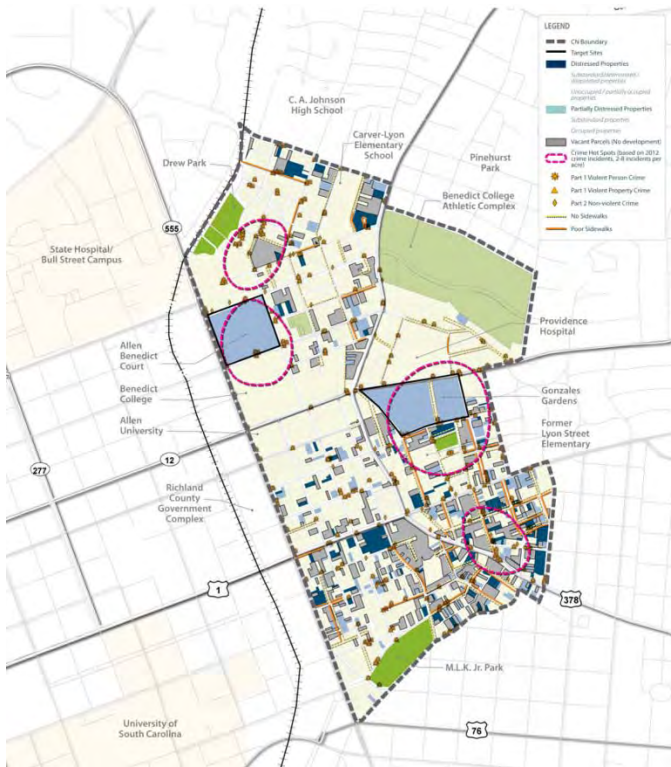 LEGEND
CN Boundary
Target Sites
Distressed Properties
Unoccupied / partially occupied
properties
Partially Distressed Properties
Substandard properties
Occupied properties
Vacant Parcels (No development)
Crime Hot Spots (based on 2012
crime incidents, 2-8 incidents per
acre)
Part 1 Violent Person Crime
Part 1 Violent Property Crime
Part 2 Non-violent Crime
No Sidewalks
Poor Sidewalks
C. A. Johnson
High School
Carver-Lyon
Elementary
School
Drew Park
Pinehurst
Park
Benedict College
Athletic Complex
555
State Hospital/
Bull Street Campus
Providence
Hospital
Allen
Benedict
Court
Benedict
College
Gonzales
Gardens
Allen
University
Former
Lyon Street
Elementary
12
277
Richland
County
Government
Complex
1
378
M.L.K. Jr. Park
University of
South Carolina
76